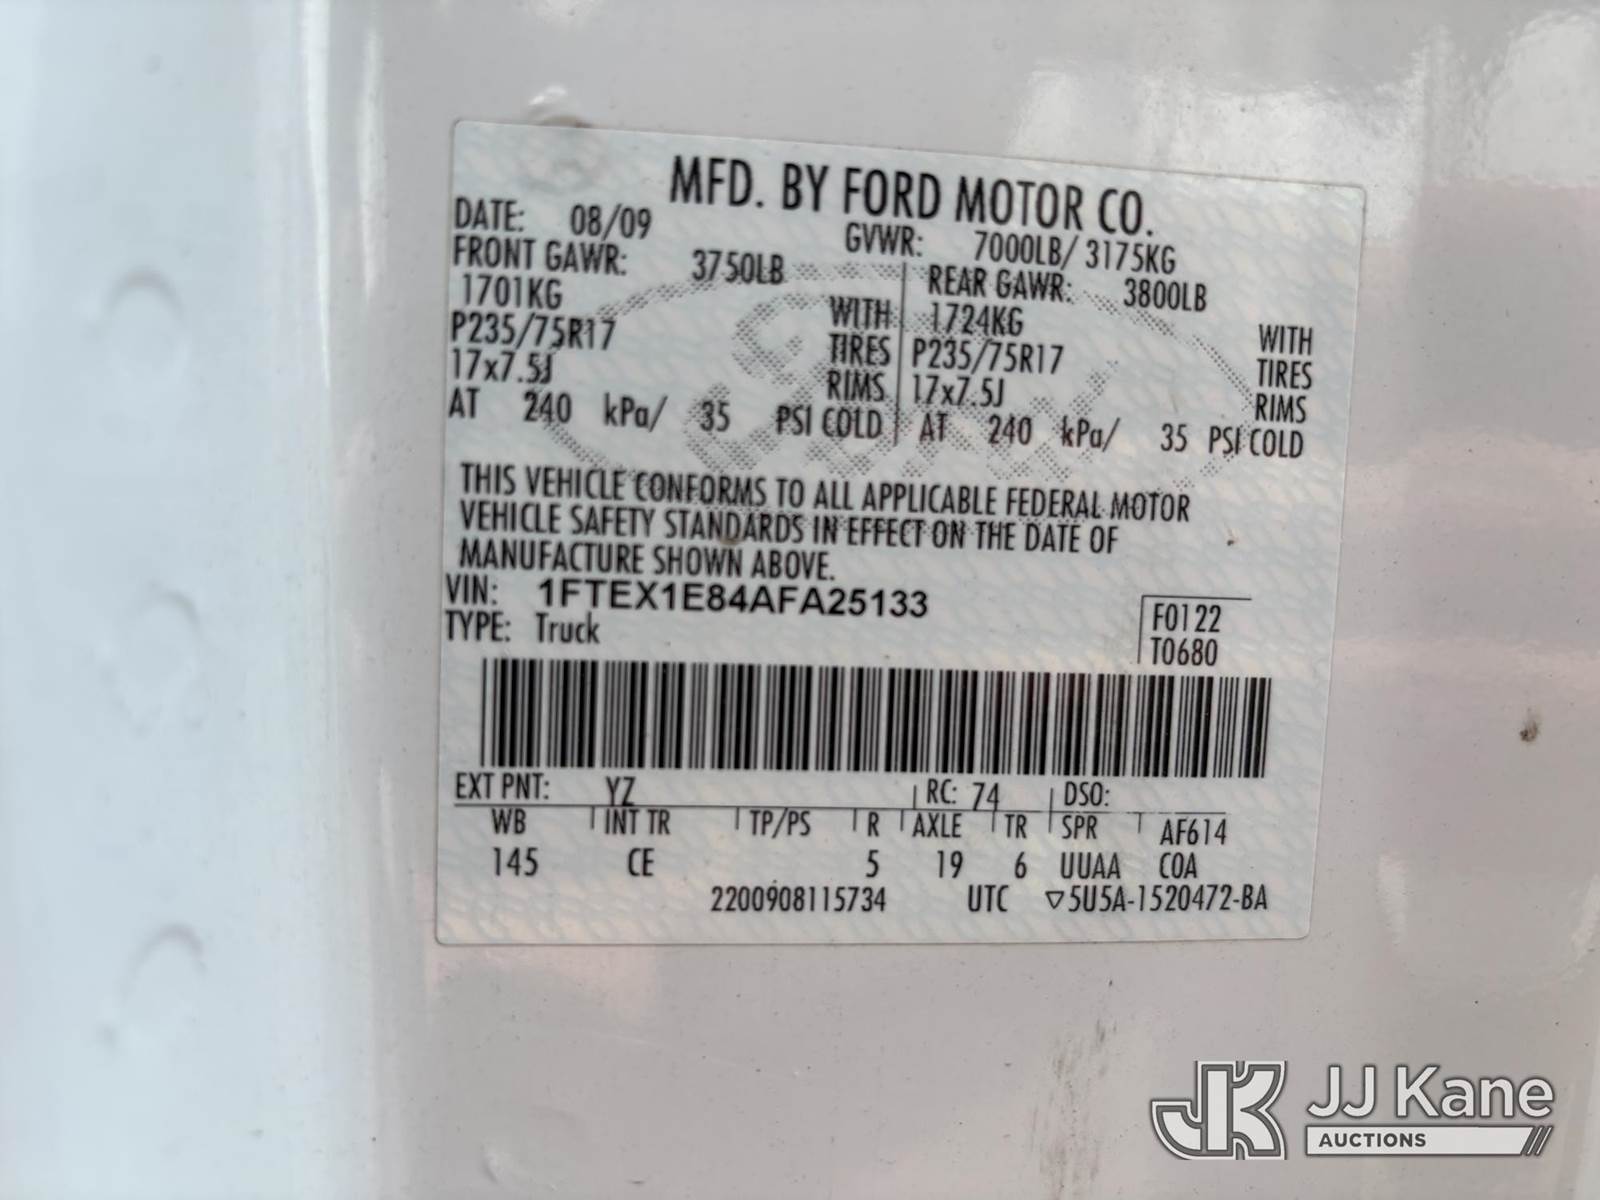 MFD. BY FORD MOTOR CO.
DATE: 08/09 GVWR: 7000LB/ 3175KG
FRONT GAWR: 3750LB REAR GAWR: 3800LB
1701KG WITH 1724KG WITH
P235/75R17 TIRES P235/75R17 TIRES
17x7.5J RIMS 17x7.5J RIMS
AT 240 kPa/ 35 PSI COLD AT 240 kPa/ 35 PSI COLD
THIS VEHICLE CONFORMS TO ALL APPLICABLE FEDERAL MOTOR
VEHICLE SAFETY STANDARDS IN EFFECT ON THE DATE OF
MANUFACTURE SHOWN ABOVE.
VIN: 1FTEX1E84AFA25133
TYPE: Truck
F0122
T0680
EXT PNT: YZ RC: 74 DSO:
WB INT TR TP/PS R AXLE TR SPR AF614
145 CE 5 19 6 UUAA COA
2200908115734 UTC ▽5U5A-1520472-BA
JJ Kane
AUCTIONS